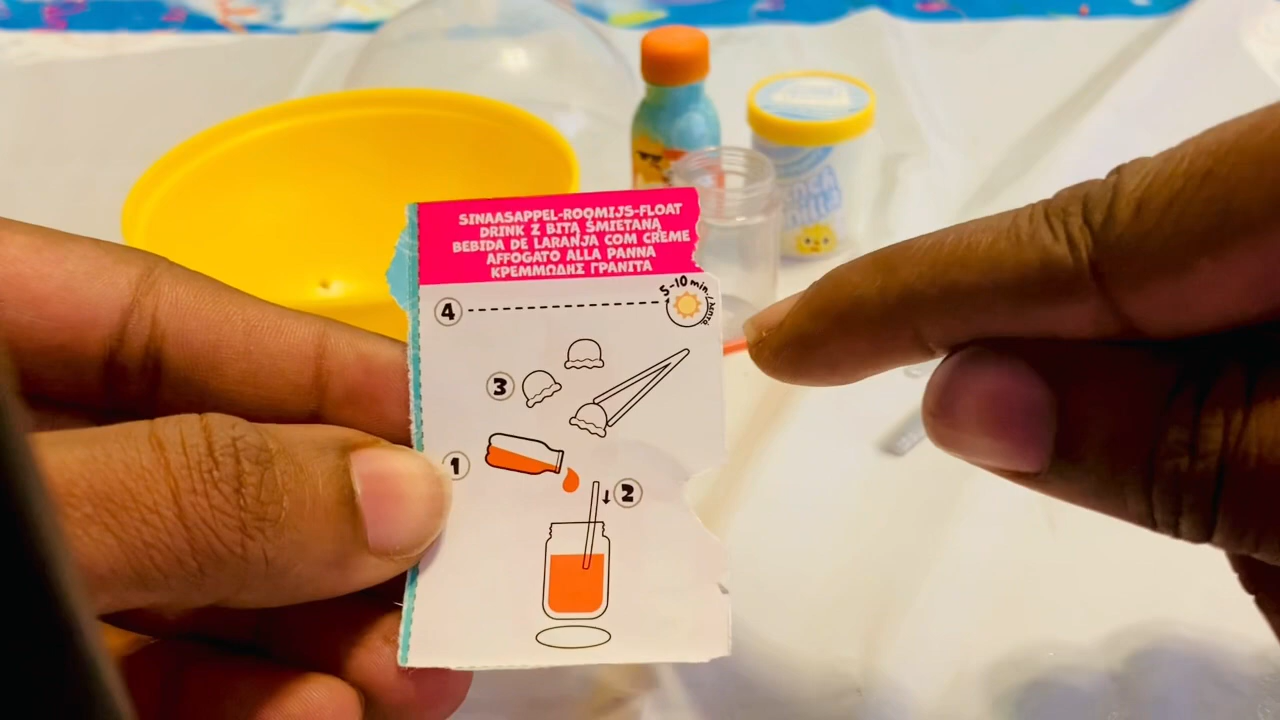 SINAASAPPEL-ROOMIJS-FLOAT
DRINK Z BITĄ ŚMIETANĄ
BEBIDA DE LARANJA COM CREME
AFFOGATO ALLA PANNA
ΚΡΕΜΜΩΔΗΣ ΓΡΑΝΙΤΑ
4
5-10 min./λεπτά
3
1
2